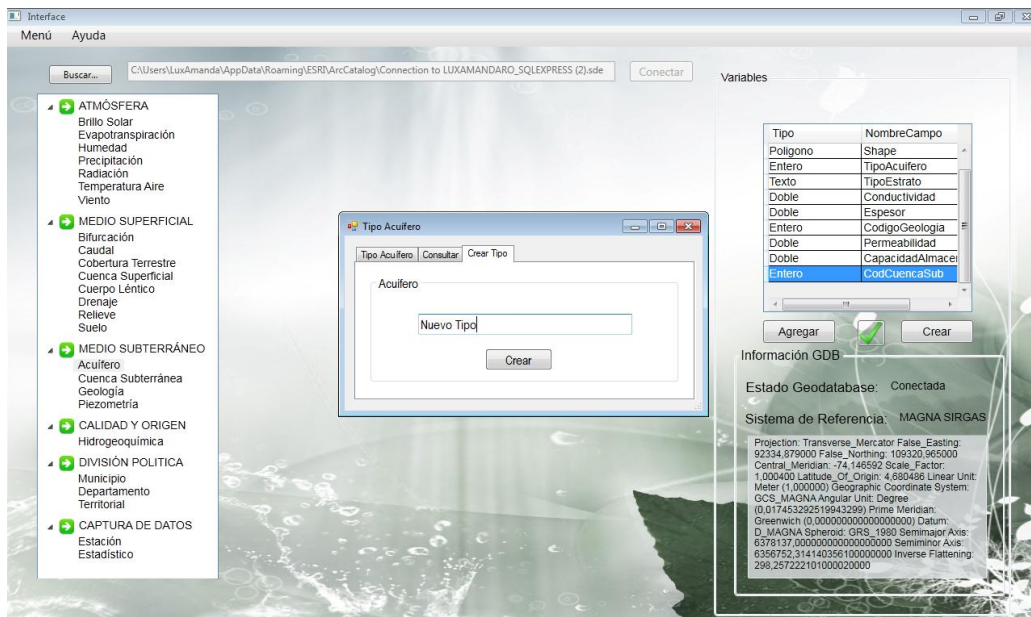 Interface
Menú Ayuda
Buscar...
C:\Users\LuxAmanda\AppData\Roaming\ESRI\ArcCatalog\Connection to LUXAMANDARO_SQLEXPRESS (2).sde
Conectar
ATMÓSFERA
Brillo Solar
Evapotranspiración
Humedad
Precipitación
Radiación
Temperatura Aire
Viento
MEDIO SUPERFICIAL
Bifurcación
Caudal
Cobertura Terrestre
Cuenca Superficial
Cuerpo Léntico
Drenaje
Relieve
Suelo
MEDIO SUBTERRÁNEO
Acuífero
Cuenca Subterránea
Geología
Piezometría
CALIDAD Y ORIGEN
Hidrogeoquímica
DIVISIÓN POLITICA
Municipio
Departamento
Territorial
CAPTURA DE DATOS
Estación
Estadístico
Tipo Acuífero
Tipo Acuífero Consultar Crear Tipo
Acuífero
Nuevo Tipo
Crear
Variables
Tipo NombreCampo
Poligono Shape
Entero TipoAcuifero
Texto TipoEstrato
Doble Conductividad
Doble Espesor
Entero CodigoGeologia
Doble Permeabilidad
Doble CapacidadAlmacer
Entero CodCuencaSub
Agregar Crear
Información GDB
Estado Geodatabase: Conectada
Sistema de Referencia: MAGNA SIRGAS
Projection: Transverse_Mercator False_Easting:
92334,879000 False_Northing: 109320,965000
Central_Meridian: -74,146592 Scale_Factor:
1,000400 Latitude_Of_Origin: 4,680486 Linear Unit:
Meter (1,000000) Geographic Coordinate System:
GCS_MAGNA Angular Unit: Degree
(0,017453292519943299) Prime Meridian:
Greenwich (0,000000000000000000) Datum:
D_MAGNA Spheroid: GRS_1980 Semimajor Axis:
6378137,000000000000000000 Semiminor Axis:
6356752,314140356100000000 Inverse Flattening:
298,257222101000020000